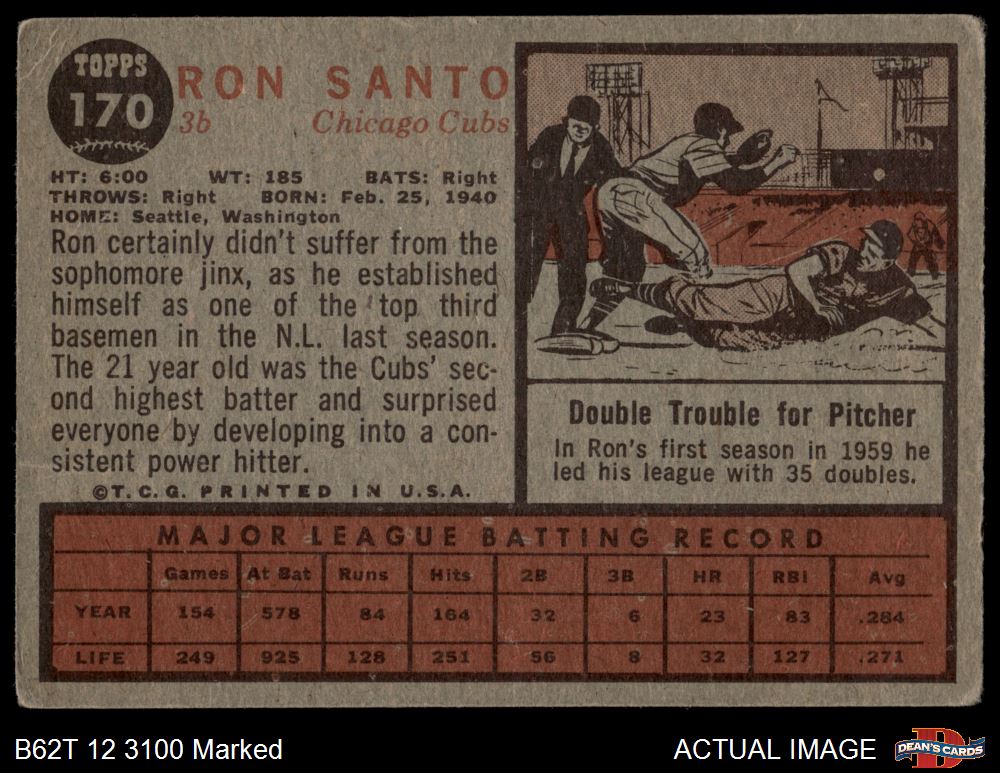 TOPPS
170
RON SANTO
3b Chicago Cubs
HT: 6:00 WT: 185 BATS: Right
THROWS: Right BORN: Feb. 25, 1940
HOME: Seattle, Washington
Ron certainly didn't suffer from the
sophomore jinx, as he established
himself as one of the top third
basemen in the N.L. last season.
The 21 year old was the Cubs' sec-
ond highest batter and surprised
everyone by developing into a con-
sistent power hitter.
©T.C.G. PRINTED IN U.S.A.
Double Trouble for Pitcher
In Ron's first season in 1959 he
led his league with 35 doubles.
MAJOR LEAGUE BATTING RECORD
Games At Bat Runs Hits 2B 3B HR RBI Avg
YEAR 154 578 84 164 32 6 23 83 .284
LIFE 249 925 128 251 56 8 32 127 .271
B62T 12 3100 Marked
ACTUAL IMAGE
D
DEAN'S CARDS